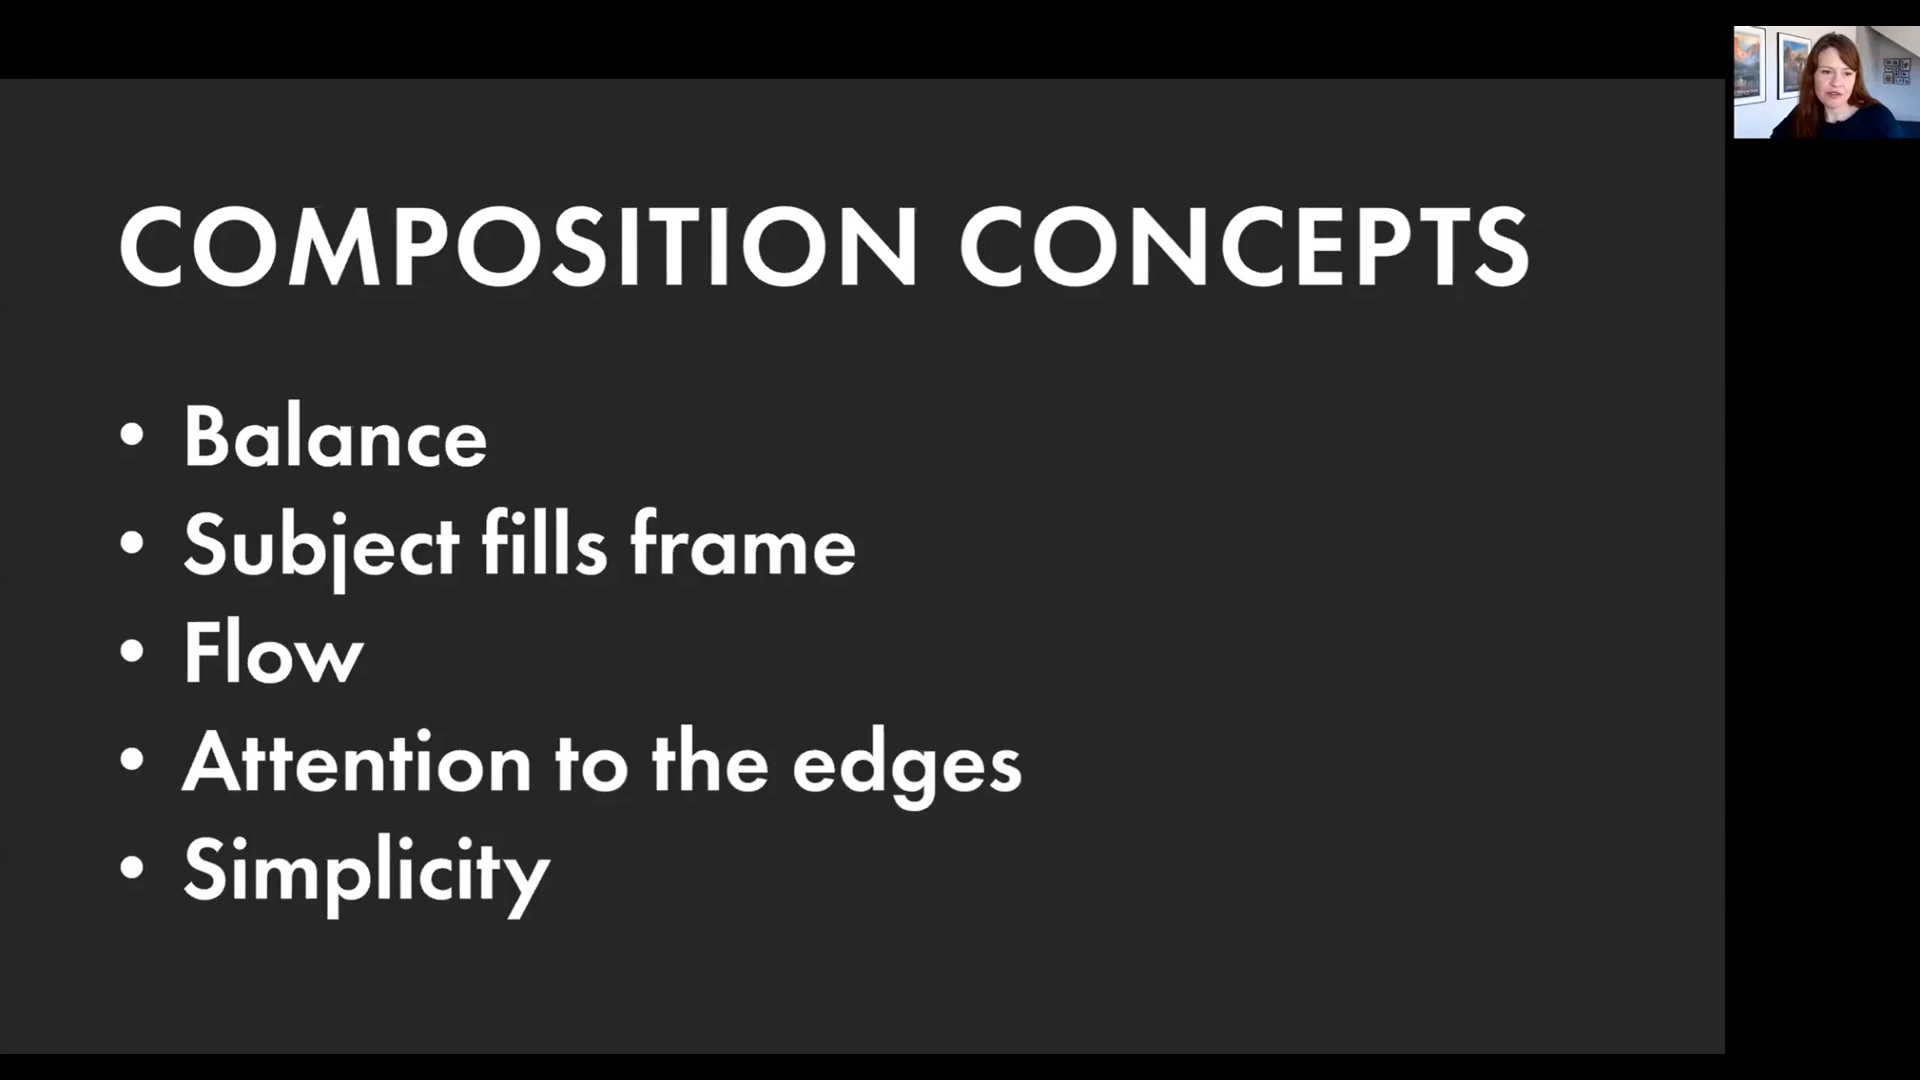 COMPOSITION CONCEPTS
• Balance
• Subject fills frame
• Flow
• Attention to the edges
• Simplicity